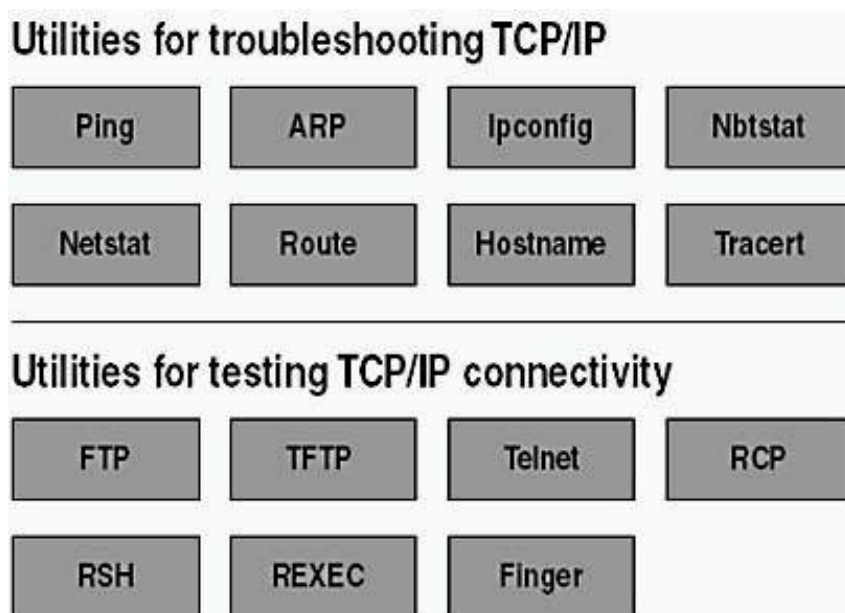 Utilities for troubleshooting TCP/IP
Ping ARP Ipconfig Nbtstat
Netstat Route Hostname Tracert
Utilities for testing TCP/IP connectivity
FTP TFTP Telnet RCP
RSH REXEC Finger